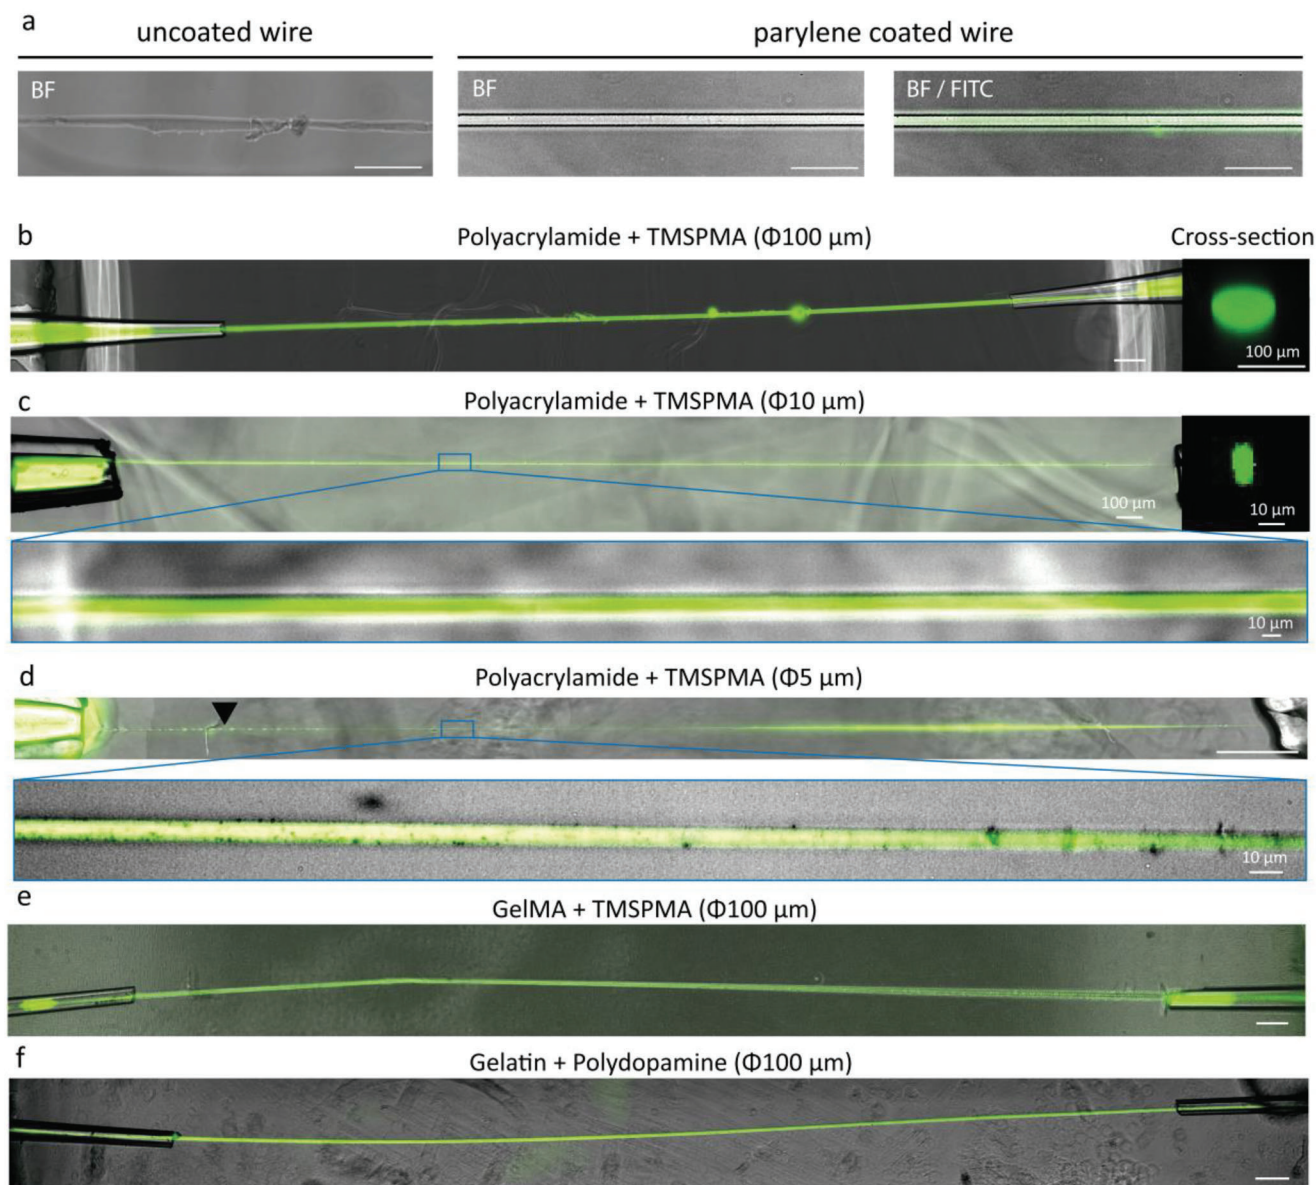 a
uncoated wire
parylene coated wire
BF
BF
BF / FITC
b
Polyacrylamide + TMSPMA (Φ100 μm)
Cross-section
100 μm
c
Polyacrylamide + TMSPMA (Φ10 μm)
100 μm
10 μm
10 μm
d
Polyacrylamide + TMSPMA (Φ5 μm)
10 μm
e
GelMA + TMSPMA (Φ100 μm)
f
Gelatin + Polydopamine (Φ100 μm)